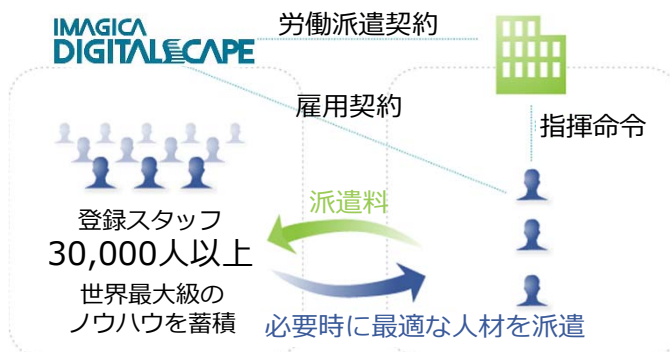 IMAGICA
DIGITALSCAPE
労働派遣契約
雇用契約
指揮命令
派遣料
登録スタッフ
30,000人以上
世界最大級の
ノウハウを蓄積
必要時に最適な人材を派遣